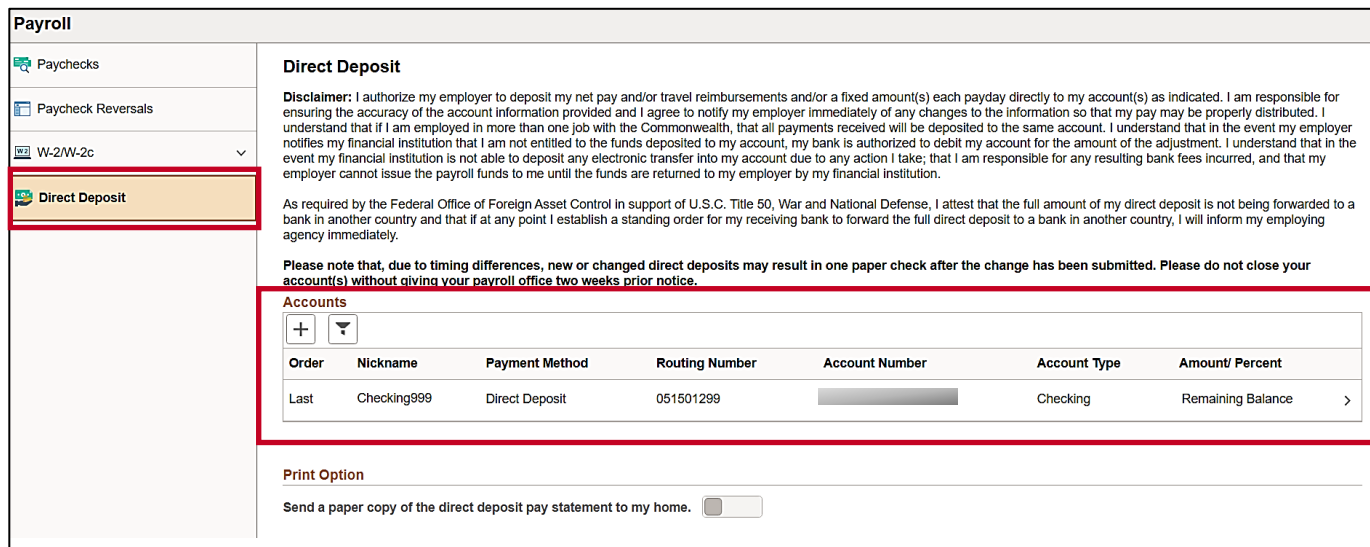 Payroll
Paychecks
Paycheck Reversals
W-2/W-2c
Direct Deposit
Direct Deposit
Disclaimer: I authorize my employer to deposit my net pay and/or travel reimbursements and/or a fixed amount(s) each payday directly to my account(s) as indicated. I am responsible for
ensuring the accuracy of the account information provided and I agree to notify my employer immediately of any changes to the information so that my pay may be properly distributed. I
understand that if I am employed in more than one job with the Commonwealth, that all payments received will be deposited to the same account. I understand that in the event my employer
notifies my financial institution that I am not entitled to the funds deposited to my account, my bank is authorized to debit my account for the amount of the adjustment. I understand that in the
event my financial institution is not able to deposit any electronic transfer into my account due to any action I take; that I am responsible for any resulting bank fees incurred, and that my
employer cannot issue the payroll funds to me until the funds are returned to my employer by my financial institution.
As required by the Federal Office of Foreign Asset Control in support of U.S.C. Title 50, War and National Defense, I attest that the full amount of my direct deposit is not being forwarded to a
bank in another country and that if at any point I establish a standing order for my receiving bank to forward the full direct deposit to a bank in another country, I will inform my employing
agency immediately.
Please note that, due to timing differences, new or changed direct deposits may result in one paper check after the change has been submitted. Please do not close your
account(s) without giving your payroll office two weeks prior notice.
Accounts
Order Nickname Payment Method Routing Number Account Number Account Type Amount/ Percent
Last Checking999 Direct Deposit 051501299 Checking Remaining Balance
Print Option
Send a paper copy of the direct deposit pay statement to my home.